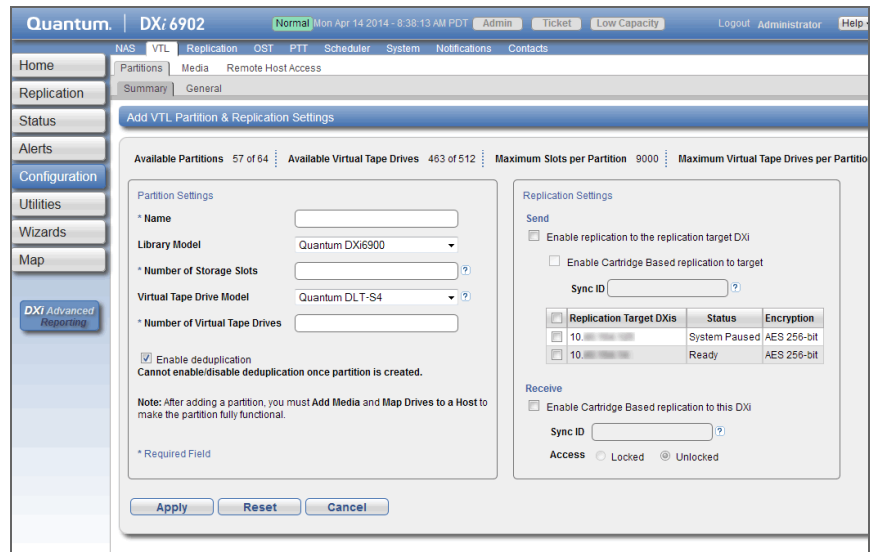 Quantum. DXi 6902 Normal Mon Apr 14 2014 - 8:38:13 AM PDT Admin Ticket Low Capacity Logout Administrator Help
NAS VTL Replication OST PTT Scheduler System Notifications Contacts
Home
Replication
Status
Alerts
Configuration
Utilities
Wizards
Map
DXi Advanced
Reporting
Partitions Media Remote Host Access
Summary General
Add VTL Partition & Replication Settings
Available Partitions 57 of 64 Available Virtual Tape Drives 463 of 512 Maximum Slots per Partition 9000 Maximum Virtual Tape Drives per Partitio
Partition Settings
* Name
Library Model Quantum DXi6900
* Number of Storage Slots ?
Virtual Tape Drive Model Quantum DLT-S4 ?
* Number of Virtual Tape Drives
Enable deduplication
Cannot enable/disable deduplication once partition is created.
Note: After adding a partition, you must Add Media and Map Drives to a Host to
make the partition fully functional.
* Required Field
Replication Settings
Send
Enable replication to the replication target DXi
Enable Cartridge Based replication to target
Sync ID ?
Replication Target DXis Status Encryption
10. System Paused AES 256-bit
10. Ready AES 256-bit
Receive
Enable Cartridge Based replication to this DXi
Sync ID ?
Access Locked Unlocked
Apply Reset Cancel